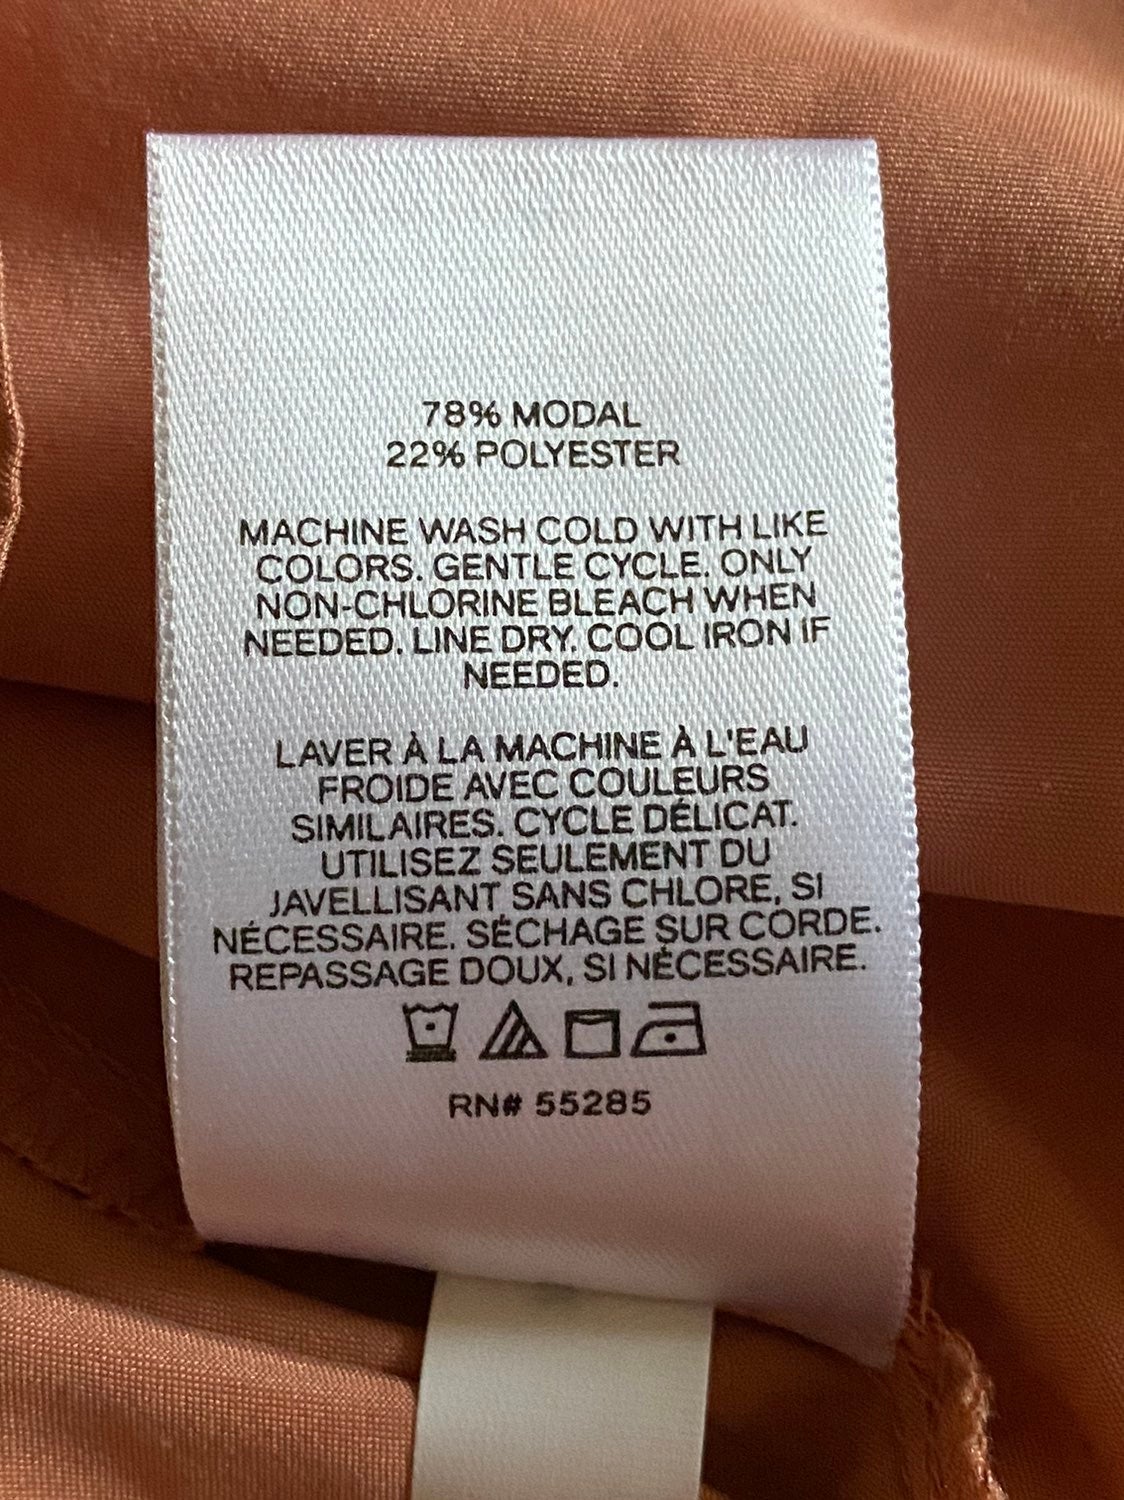 78% MODAL
22% POLYESTER
MACHINE WASH COLD WITH LIKE
COLORS. GENTLE CYCLE. ONLY
NON-CHLORINE BLEACH WHEN
NEEDED. LINE DRY. COOL IRON IF
NEEDED.
LAVER À LA MACHINE À L'EAU
FROIDE AVEC COULEURS
SIMILAIRES. CYCLE DÉLICAT.
UTILISEZ SEULEMENT DU
JAVELLISANT SANS CHLORE, SI
NÉCESSAIRE. SÉCHAGE SUR CORDE.
REPASSAGE DOUX, SI NÉCESSAIRE.
RN# 55285